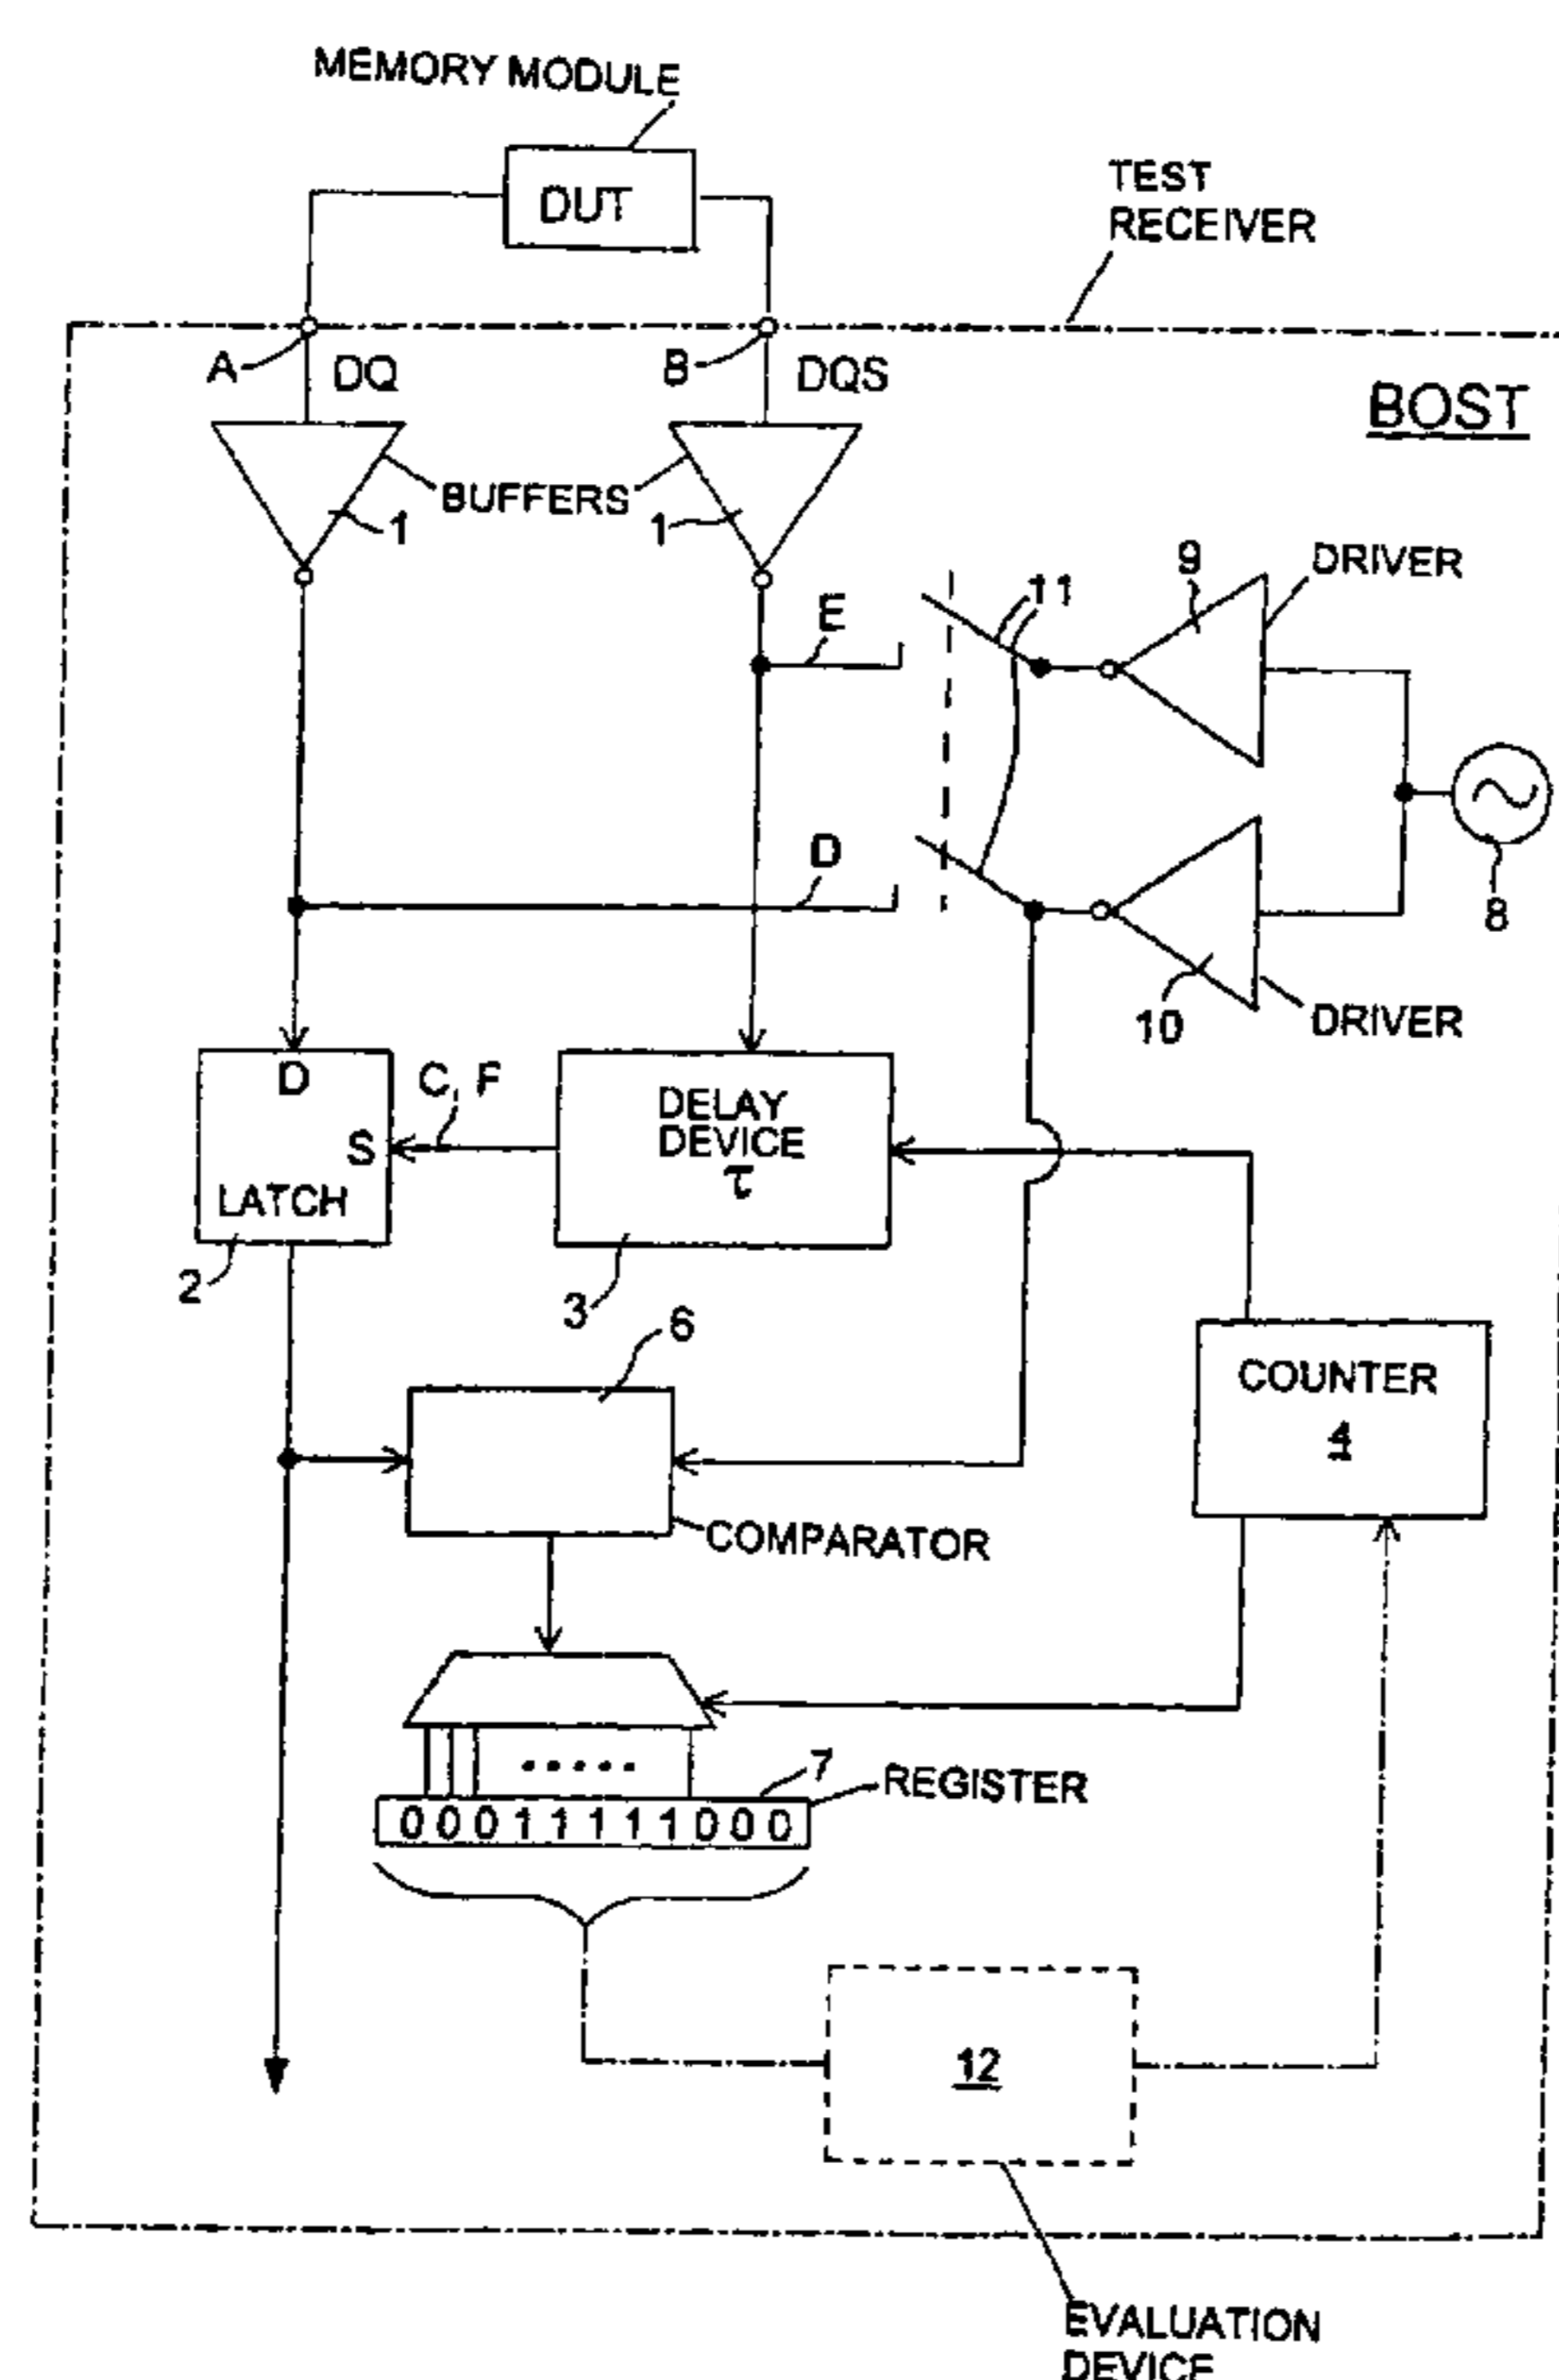 MEMORY MODULE
DUT
TEST
RECEIVER
A
DQ
B
DQS
BOST
BUFFERS
1
1
E
11
9
DRIVER
D
8
10
DRIVER
D
S
LATCH
C, F
DELAY
DEVICE
τ
2
3
6
COUNTER
4
COMPARATOR
7
REGISTER
0 0 0 1 1 1 1 1 0 0 0
12
EVALUATION
DEVICE